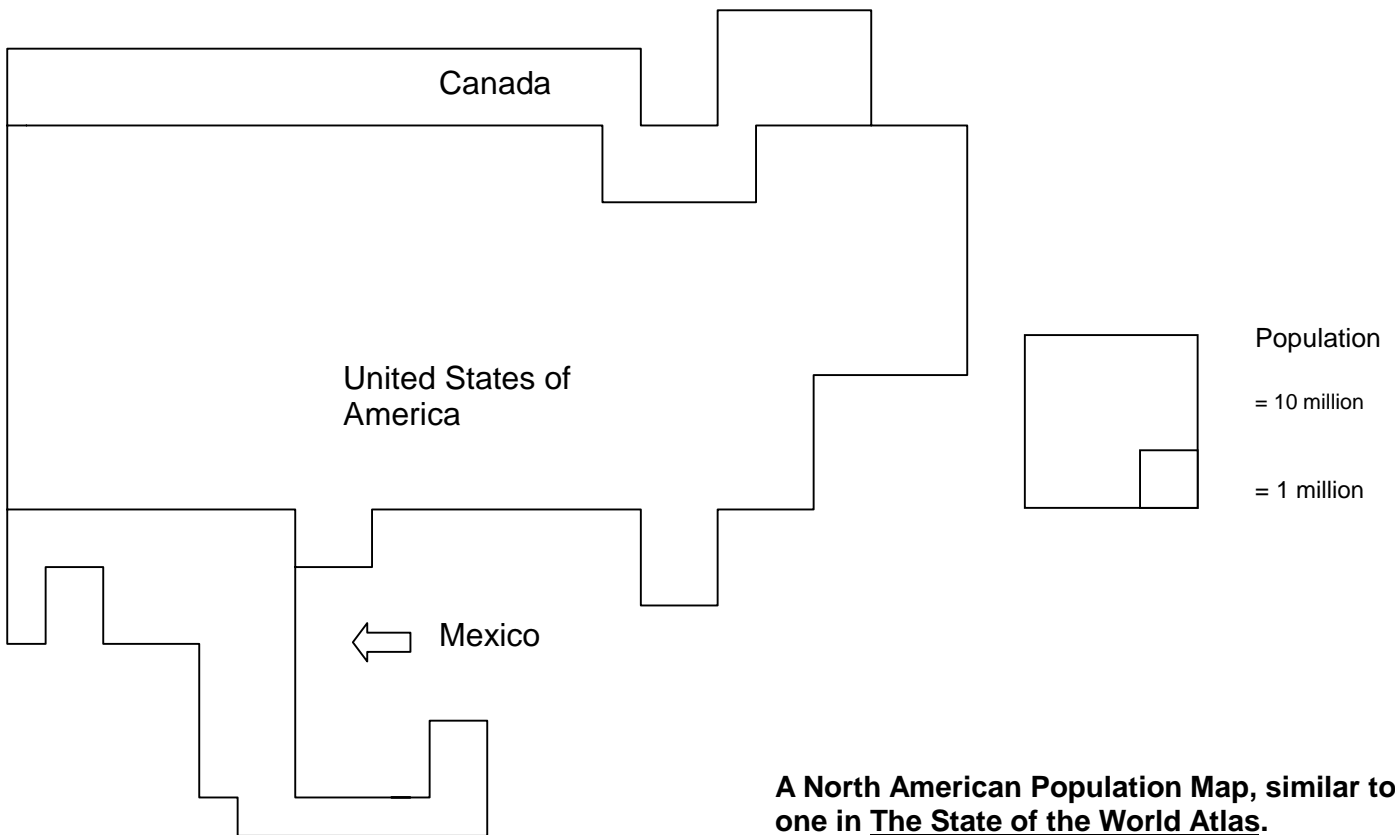 Canada
United States of
America
Population
= 10 million
= 1 million
Mexico
A North American Population Map, similar to
one in The State of the World Atlas.